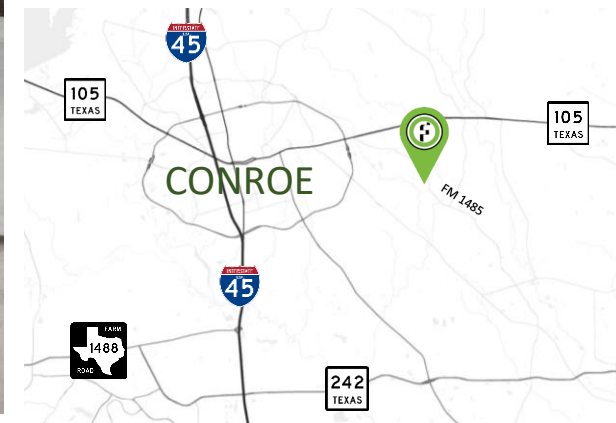 INTERSTATE
45
105
TEXAS
105
TEXAS
CONROE
FM 1485
INTERSTATE
45
FARM
1488
ROAD
242
TEXAS